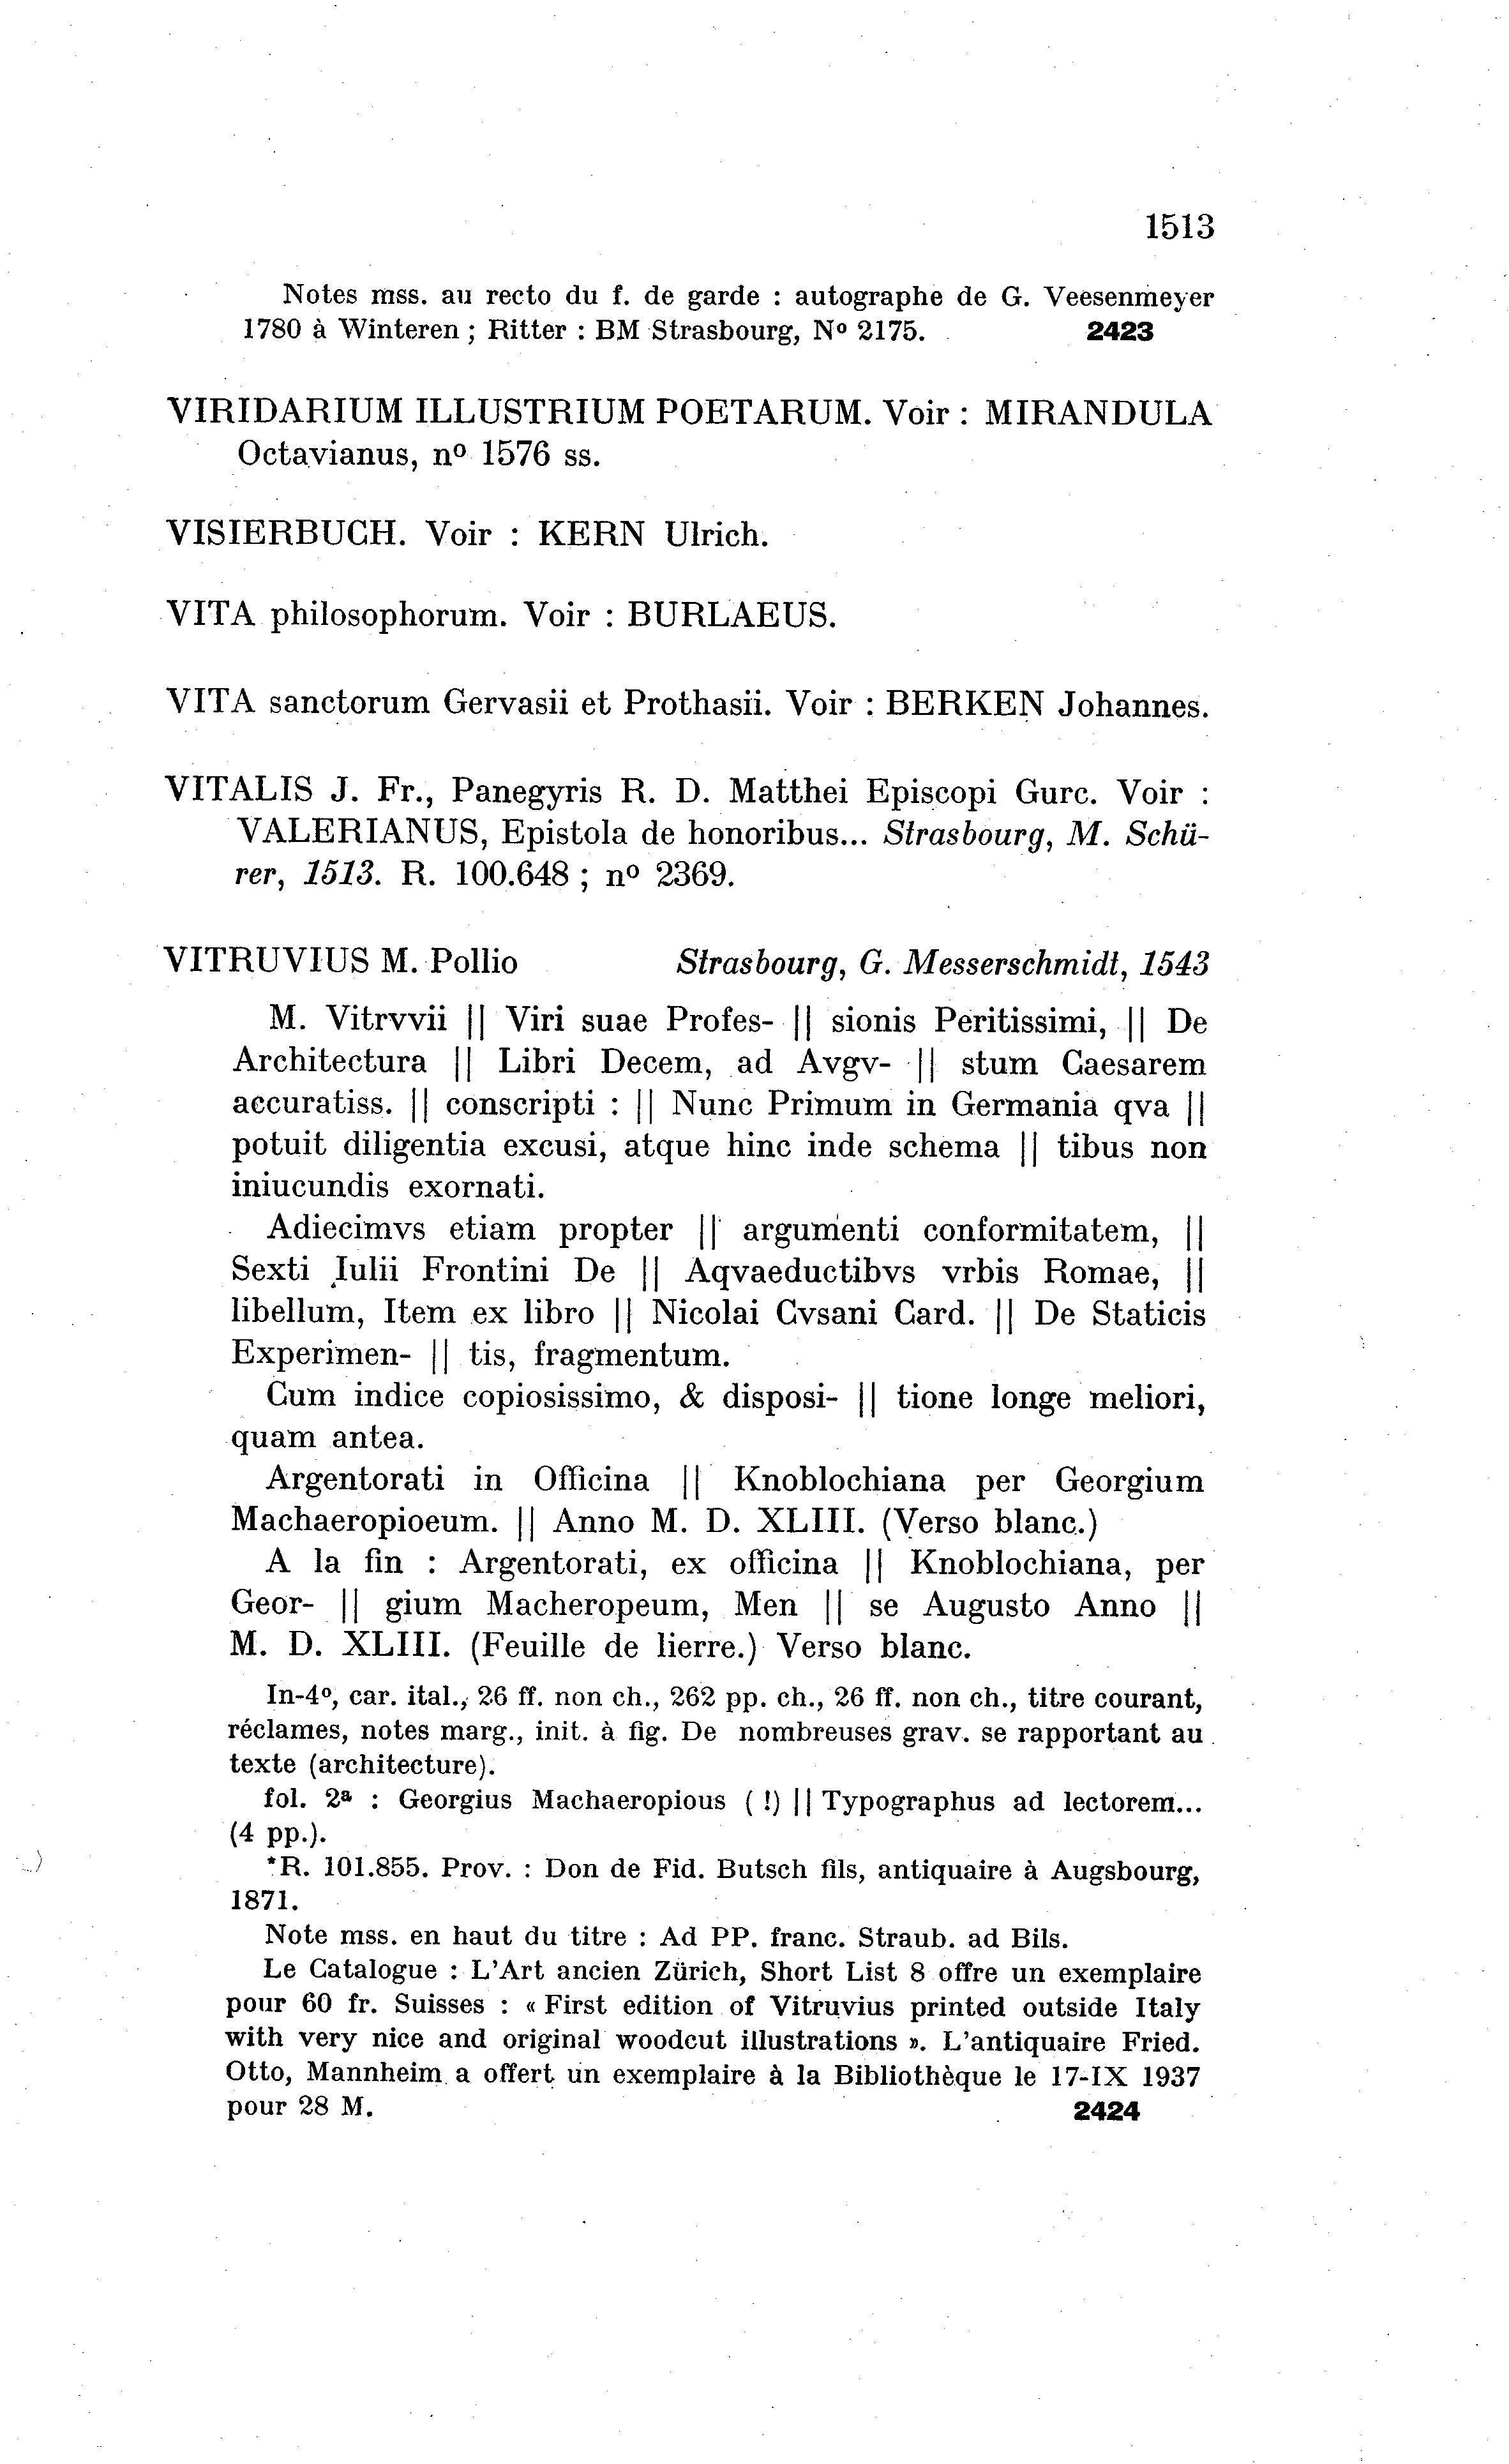 1513
Notes mss. au recto du f. de garde : autographe de G. Veesenmeyer
1780 à Winteren ; Ritter : BM Strasbourg, Nº 2175. 2423
VIRIDARIUM ILLUSTRIUM POETARUM. Voir : MIRANDULA
Octavianus, nº 1576 ss.
VISIERBUCH. Voir : KERN Ulrich.
VITA philosophorum. Voir : BURLAEUS.
VITA sanctorum Gervasii et Prothasii. Voir : BERKEN Johannes.
VITALIS J. Fr., Panegyris R. D. Matthei Episcopi Gurc. Voir :
VALERIANUS, Epistola de honoribus... Strasbourg, M. Schü-
rer, 1513. R. 100.648 ; nº 2369.
VITRUVIUS M. Pollio Strasbourg, G. Messerschmidt, 1543
M. Vitrvvii || Viri suae Profes- || sionis Peritissimi, || De
Architectura || Libri Decem, ad Avgv- || stum Caesarem
accuratiss. || conscripti : || Nunc Primum in Germania qva ||
potuit diligentia excusi, atque hinc inde schema || tibus non
iniucundis exornati.
Adiecimvs etiam propter || argumenti conformitatem, ||
Sexti Iulii Frontini De || Aqvaeductibvs vrbis Romae, ||
libellum, Item ex libro || Nicolai Cvsani Card. || De Staticis
Experimen- || tis, fragmentum.
Cum indice copiosissimo, & disposi- || tione longe meliori,
quam antea.
Argentorati in Officina || Knoblochiana per Georgium
Machaeropioeum. || Anno M. D. XLIII. (Verso blanc.)
A la fin : Argentorati, ex officina || Knoblochiana, per
Geor- || gium Macheropeum, Men || se Augusto Anno ||
M. D. XLIII. (Feuille de lierre.) Verso blanc.
In-4º, car. ital., 26 ff. non ch., 262 pp. ch., 26 ff. non ch., titre courant,
réclames, notes marg., init. à fig. De nombreuses grav. se rapportant au
texte (architecture).
fol. 2ª : Georgius Machaeropious ( !) || Typographus ad lectorem...
(4 pp.).
*R. 101.855. Prov. : Don de Fid. Butsch fils, antiquaire à Augsbourg,
1871.
Note mss. en haut du titre : Ad PP. franc. Straub. ad Bils.
Le Catalogue : L'Art ancien Zürich, Short List 8 offre un exemplaire
pour 60 fr. Suisses : « First edition of Vitruvius printed outside Italy
with very nice and original woodcut illustrations ». L'antiquaire Fried.
Otto, Mannheim a offert un exemplaire à la Bibliothèque le 17-IX 1937
pour 28 M. 2424